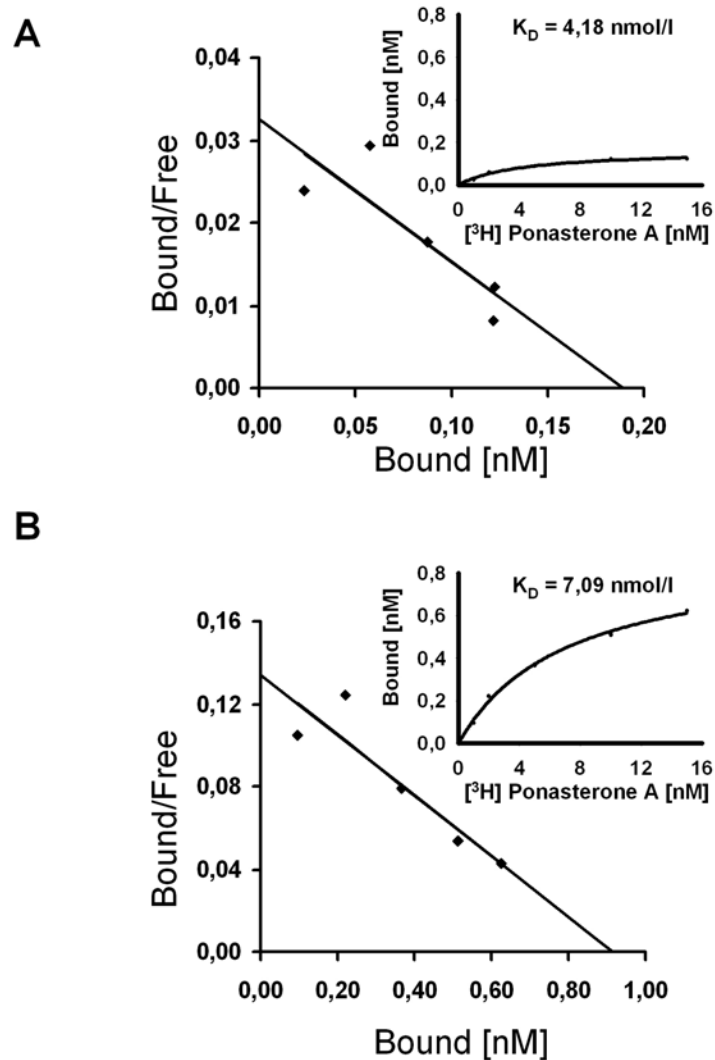 A
K_D = 4,18 nmol/l
Bound [nM]
0,8
0,6
0,4
0,2
0,0
0 4 8 12 16
[³H] Ponasterone A [nM]
Bound/Free
0,04
0,03
0,02
0,01
0,00
0,00 0,05 0,10 0,15 0,20
Bound [nM]
B
K_D = 7,09 nmol/l
Bound [nM]
0,8
0,6
0,4
0,2
0,0
0 4 8 12 16
[³H] Ponasterone A [nM]
Bound/Free
0,16
0,12
0,08
0,04
0,00
0,00 0,20 0,40 0,60 0,80 1,00
Bound [nM]